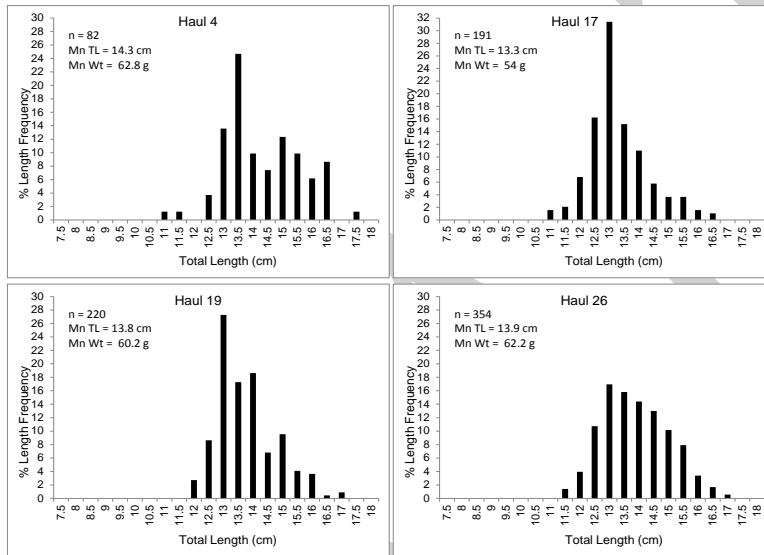 Haul 4
n = 82
Mn TL = 14.3 cm
Mn Wt = 62.8 g
% Length Frequency
30
28
26
24
22
20
18
16
14
12
10
8
6
4
2
0
7.5 8 8.5 9 9.5 10 10.5 11 11.5 12 12.5 13 13.5 14 14.5 15 15.5 16 16.5 17 17.5 18
Total Length (cm)
Haul 17
n = 191
Mn TL = 13.3 cm
Mn Wt = 54 g
% Length Frequency
32
30
28
26
24
22
20
18
16
14
12
10
8
6
4
2
0
7.5 8 8.5 9 9.5 10 10.5 11 11.5 12 12.5 13 13.5 14 14.5 15 15.5 16 16.5 17 17.5 18
Total Length (cm)
Haul 19
n = 220
Mn TL = 13.8 cm
Mn Wt = 60.2 g
% Length Frequency
30
28
26
24
22
20
18
16
14
12
10
8
6
4
2
0
7.5 8 8.5 9 9.5 10 10.5 11 11.5 12 12.5 13 13.5 14 14.5 15 15.5 16 16.5 17 17.5 18
Total Length (cm)
Haul 26
n = 354
Mn TL = 13.9 cm
Mn Wt = 62.2 g
% Length Frequency
30
28
26
24
22
20
18
16
14
12
10
8
6
4
2
0
7.5 8 8.5 9 9.5 10 10.5 11 11.5 12 12.5 13 13.5 14 14.5 15 15.5 16 16.5 17 17.5 18
Total Length (cm)